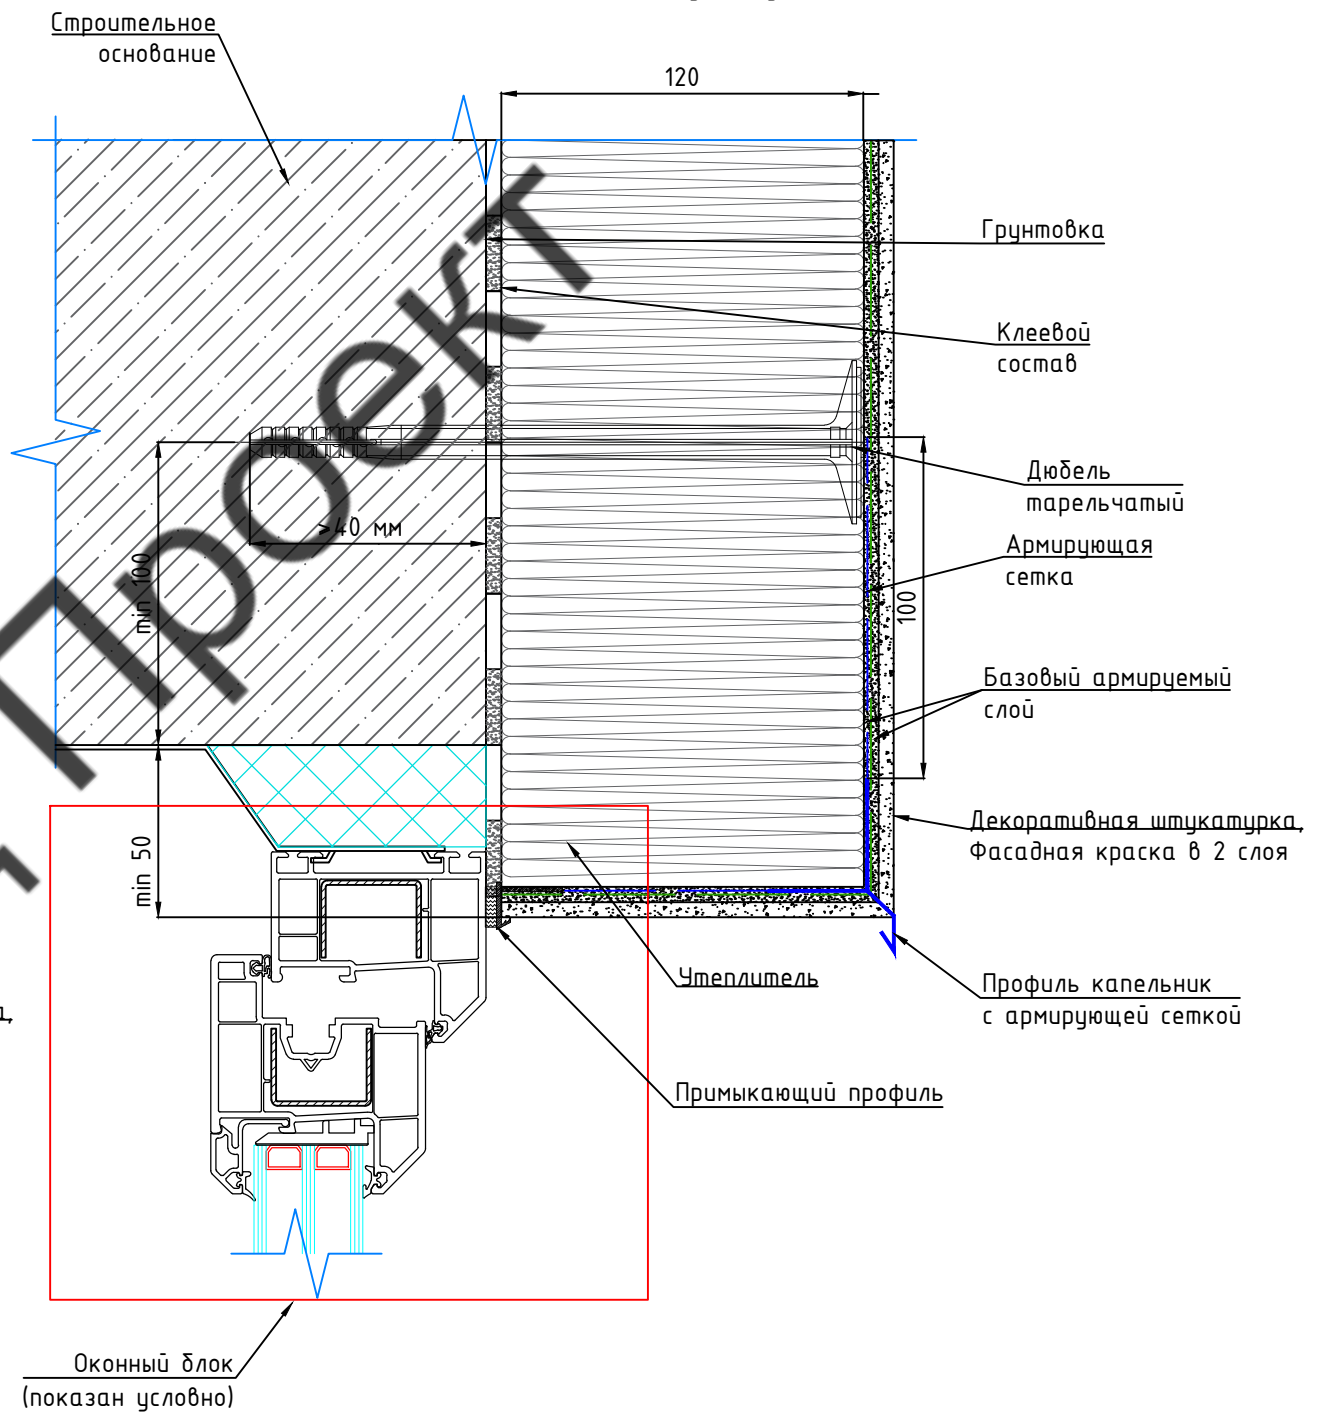 Строительное
основание
120
Грунтовка
Клеевой
состав
Дюбель
тарельчатый
>40 мм
Армирующая
сетка
min 100
100
Базовый армируемый
слой
Декоративная штукатурка,
Фасадная краска в 2 слоя
min 50
Утеплитель
Профиль капельник
с армирующей сеткой
Примыкающий профиль
Оконный блок
(показан условно)
Проект